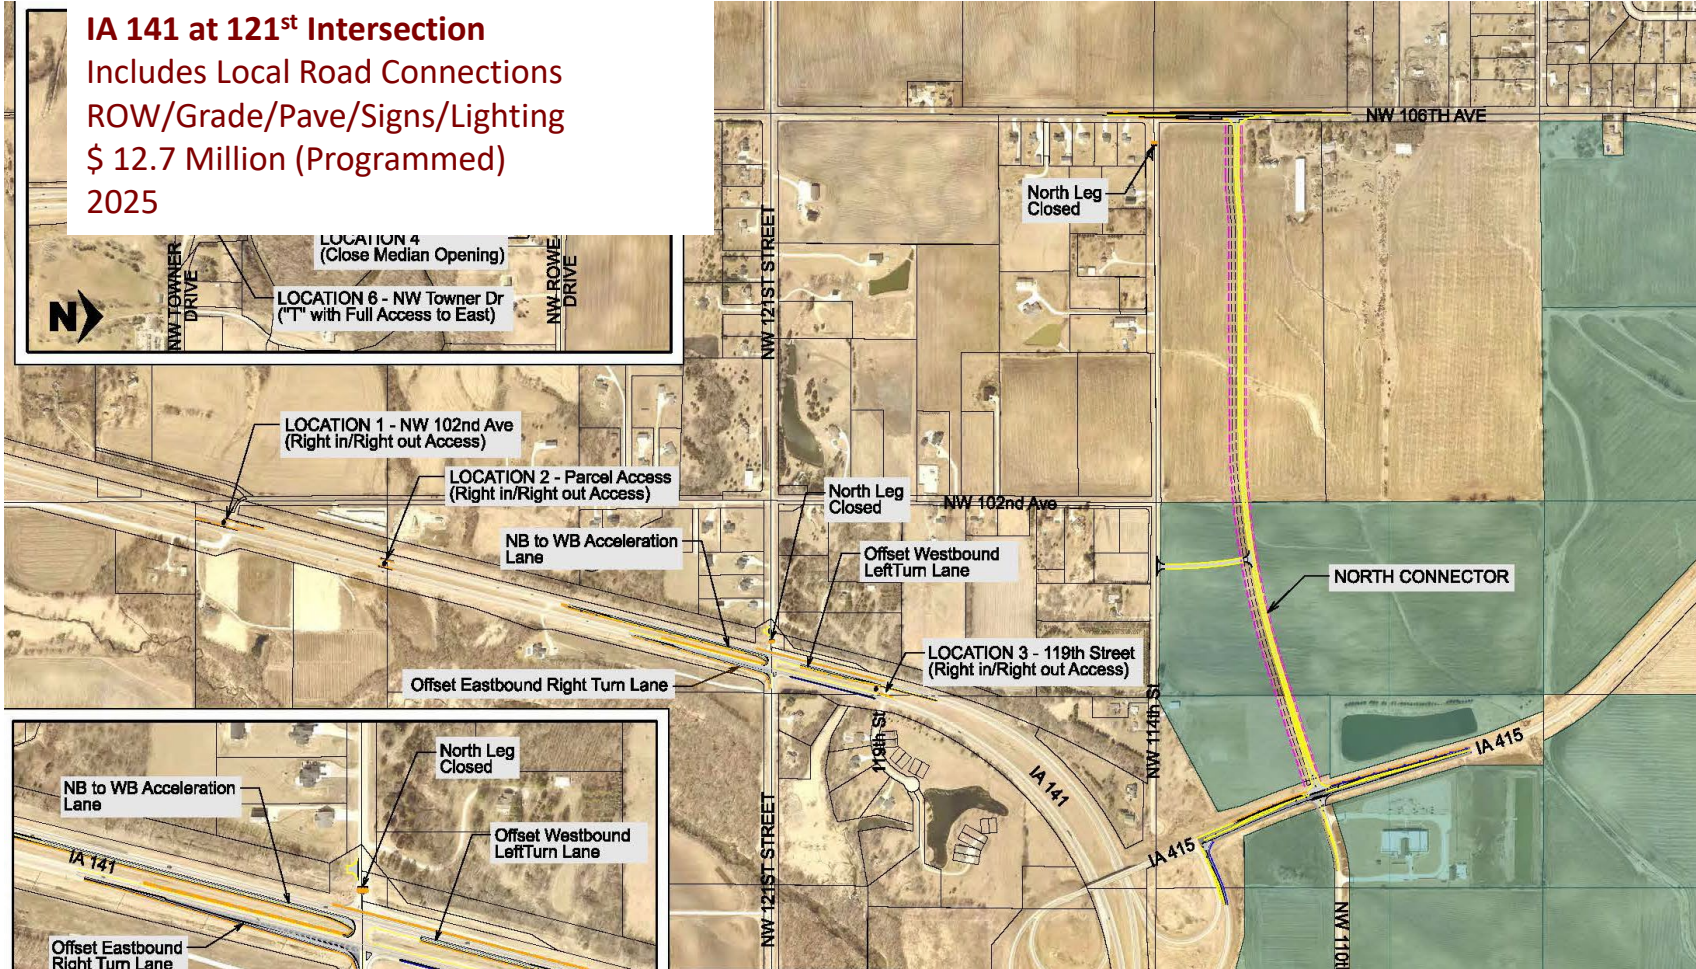 IA 141 at 121st Intersection
Includes Local Road Connections
ROW/Grade/Pave/Signs/Lighting
$ 12.7 Million (Programmed)
2025
LOCATION 4
(Close Median Opening)
NW TOWNER
DRIVE
NW ROWE
DRIVE
LOCATION 6 - NW Towner Dr
("T" with Full Access to East)
N
NW 106TH AVE
North Leg
Closed
NW 121ST STREET
LOCATION 1 - NW 102nd Ave
(Right in/Right out Access)
LOCATION 2 - Parcel Access
(Right in/Right out Access)
North Leg
Closed
NW 102nd Ave
NB to WB Acceleration
Lane
Offset Westbound
LeftTurn Lane
NORTH CONNECTOR
LOCATION 3 - 119th Street
(Right in/Right out Access)
Offset Eastbound Right Turn Lane
119th St
NW 114th St
IA 141
IA 415
IA 415
NW 121ST STREET
NW 110th
North Leg
Closed
NB to WB Acceleration
Lane
Offset Westbound
LeftTurn Lane
IA 141
Offset Eastbound
Right Turn Lane